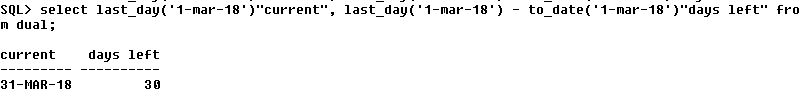 SQL> select last_day('1-mar-18')"current", last_day('1-mar-18') - to_date('1-mar-18')"days left" fro
m dual;
current    days left
--------- ----------
31-MAR-18         30